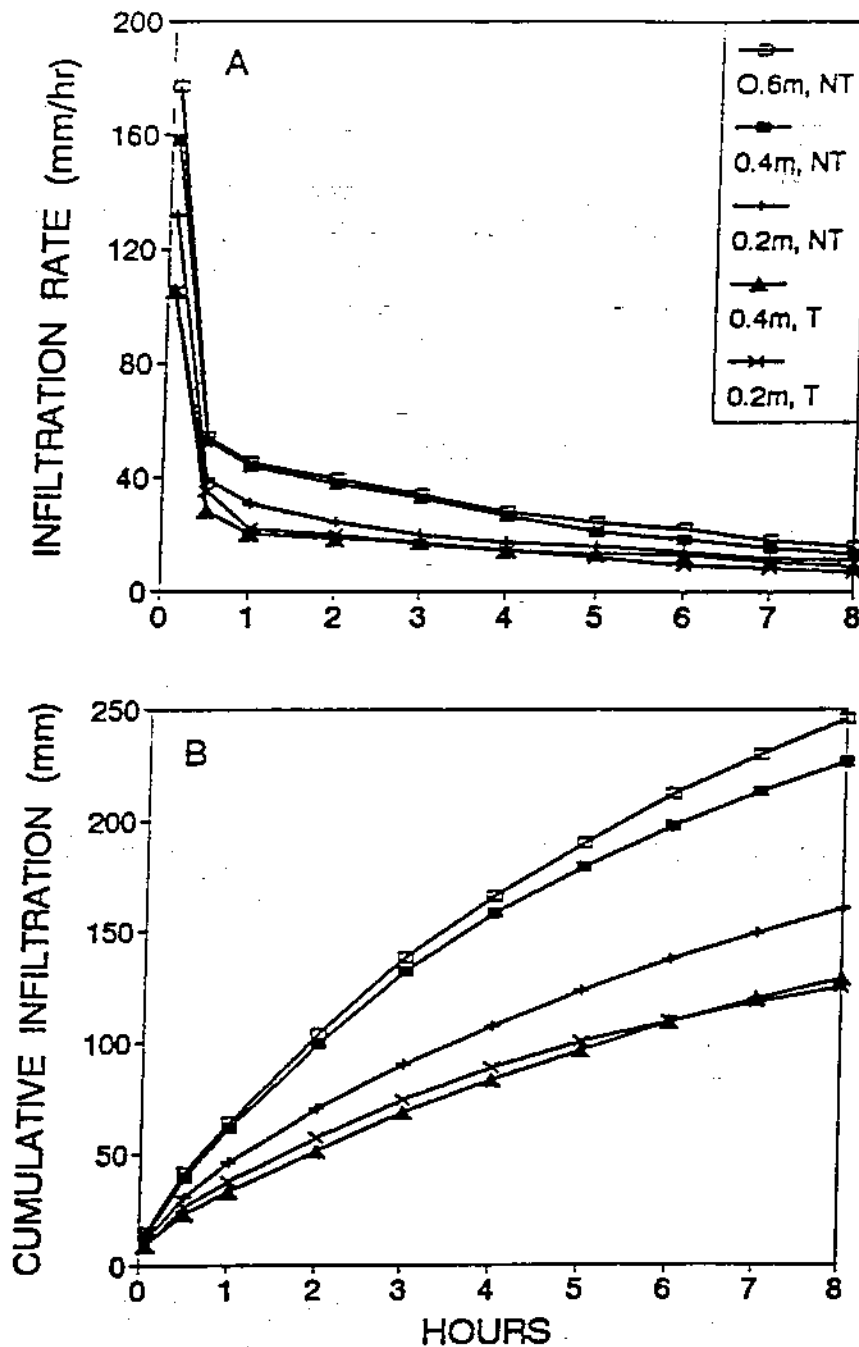 A
INFILTRATION RATE (mm/hr)
200
160
120
80
40
0
0 1 2 3 4 5 6 7 8
0.6m, NT
0.4m, NT
0.2m, NT
0.4m, T
0.2m, T
B
CUMULATIVE INFILTRATION (mm)
250
200
150
100
50
0
0 1 2 3 4 5 6 7 8
HOURS